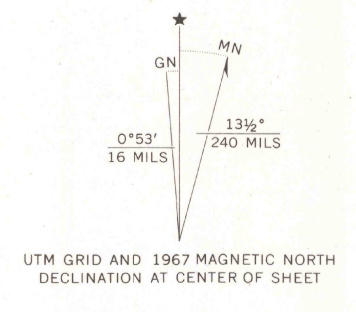 MN
GN
0°53'
16 MILS
13½°
240 MILS
UTM GRID AND 1967 MAGNETIC NORTH
DECLINATION AT CENTER OF SHEET